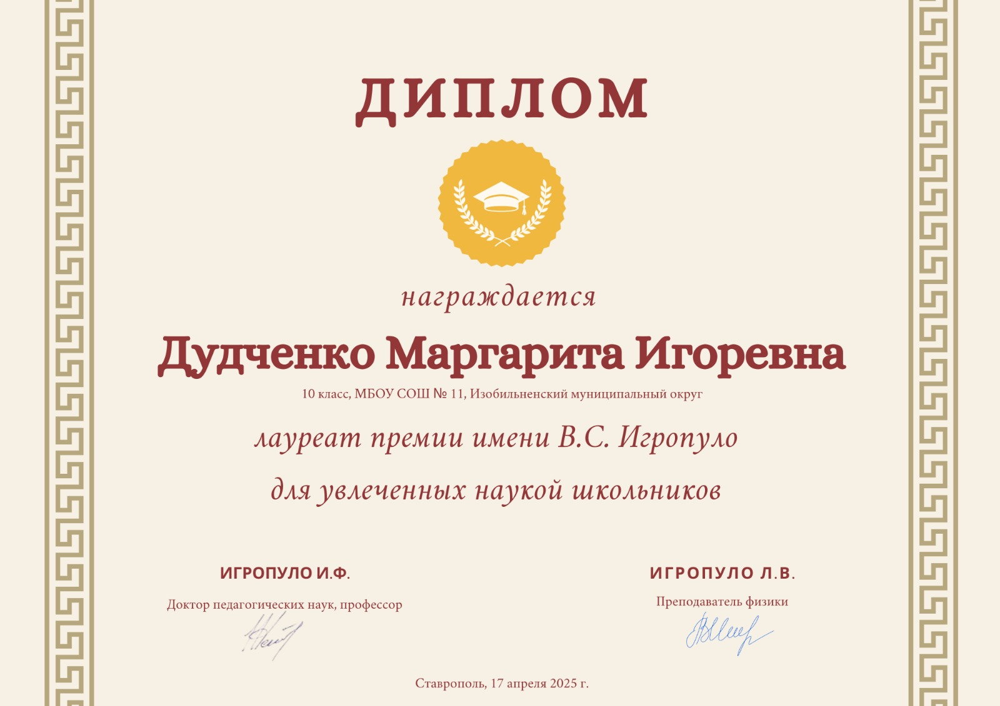 ДИПЛОМ
награждается
Дудченко Маргарита Игоревна
10 класс, МБОУ СОШ № 11, Изобильненский муниципальный округ
лауреат премии имени В.С. Игропуло
для увлеченных наукой школьников
ИГРОПУЛО И.Ф.
Доктор педагогических наук, профессор
ИГРОПУЛО Л.В.
Преподаватель физики
Ставрополь, 17 апреля 2025 г.